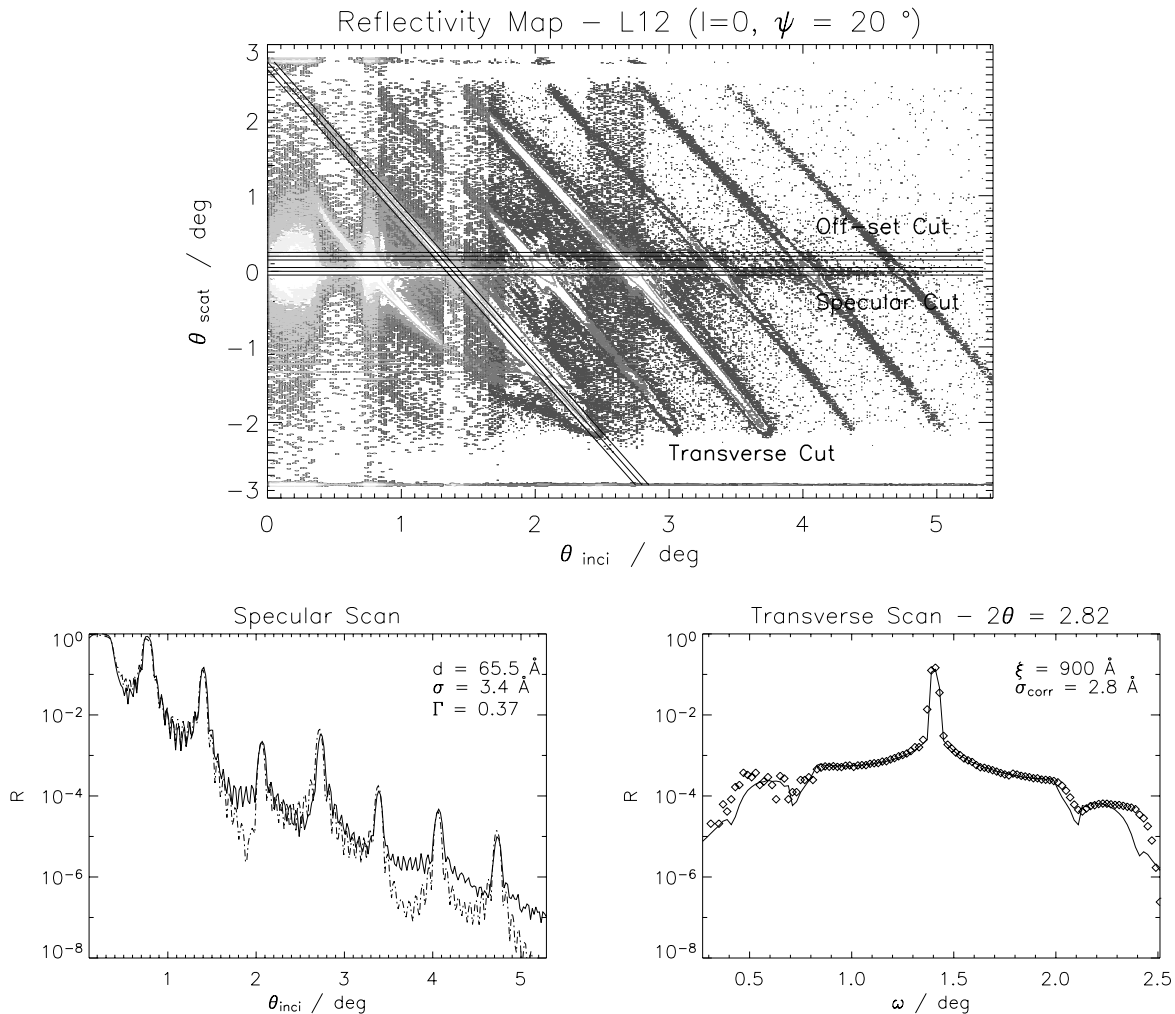 Reflectivity Map − L12 (l=0, ψ = 20 °)
3
2
1
0
−1
−2
−3
θ scat / deg
Off−set Cut
Specular Cut
Transverse Cut
0 1 2 3 4 5
θ inci / deg
Specular Scan
10^0
10^-2
10^-4
10^-6
10^-8
R
d = 65.5 Å
σ = 3.4 Å
Γ = 0.37
1 2 3 4 5
θinci / deg
Transverse Scan − 2θ = 2.82
10^0
10^-2
10^-4
10^-6
10^-8
R
ξ = 900 Å
σcorr = 2.8 Å
0.5 1.0 1.5 2.0 2.5
ω / deg